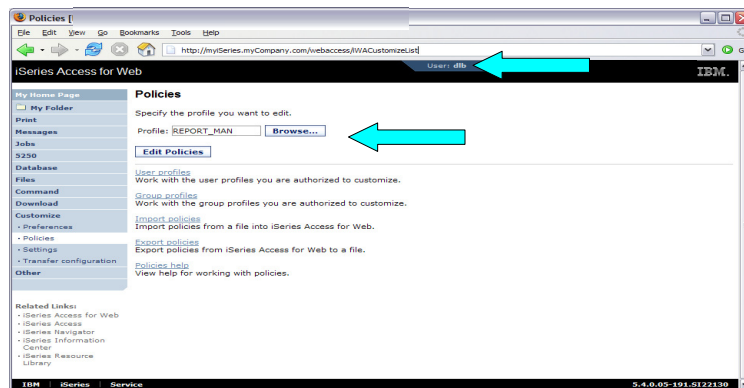 Policies [
File Edit View Go Bookmarks Tools Help
http://myiSeries.myCompany.com/webaccess/iWACustomizeList
G
iSeries Access for Web
User: dlb
IBM.
My Home Page
My Folder
Print
Messages
Jobs
5250
Database
Files
Command
Download
Customize
• Preferences
• Policies
• Settings
• Transfer configuration
Other
Related Links:
• iSeries Access for Web
• iSeries Access
• iSeries Navigator
• iSeries Information
Center
• iSeries Resource
Library
Policies
Specify the profile you want to edit.
Profile: REPORT_MAN Browse...
Edit Policies
User profiles
Work with the user profiles you are authorized to customize.
Group profiles
Work with the group profiles you are authorized to customize.
Import policies
Import policies from a file into iSeries Access for Web.
Export policies
Export policies from iSeries Access for Web to a file.
Policies help
View help for working with policies.
IBM | iSeries | Service
5.4.0.05-191.SI22130